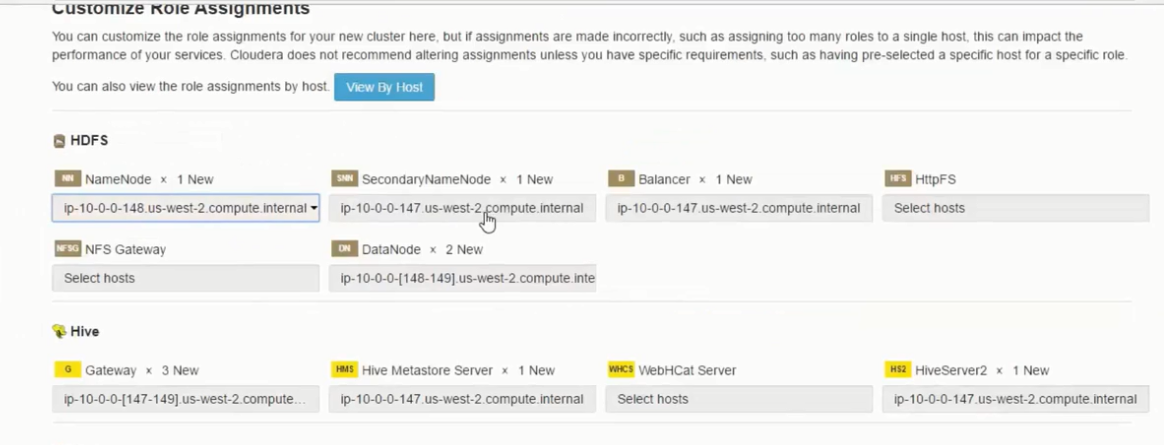 Customize Role Assignments
You can customize the role assignments for your new cluster here, but if assignments are made incorrectly, such as assigning too many roles to a single host, this can impact the
performance of your services. Cloudera does not recommend altering assignments unless you have specific requirements, such as having pre-selected a specific host for a specific role.
You can also view the role assignments by host. View By Host
HDFS
NN NameNode × 1 New SNN SecondaryNameNode × 1 New B Balancer × 1 New HFS HttpFS
ip-10-0-0-148.us-west-2.compute.internal ip-10-0-0-147.us-west-2.compute.internal ip-10-0-0-147.us-west-2.compute.internal Select hosts
NFSG NFS Gateway DN DataNode × 2 New
Select hosts ip-10-0-0-[148-149].us-west-2.compute.inte
Hive
G Gateway × 3 New HMS Hive Metastore Server × 1 New WHCS WebHCat Server HS2 HiveServer2 × 1 New
ip-10-0-0-[147-149].us-west-2.compute... ip-10-0-0-147.us-west-2.compute.internal Select hosts ip-10-0-0-147.us-west-2.compute.internal